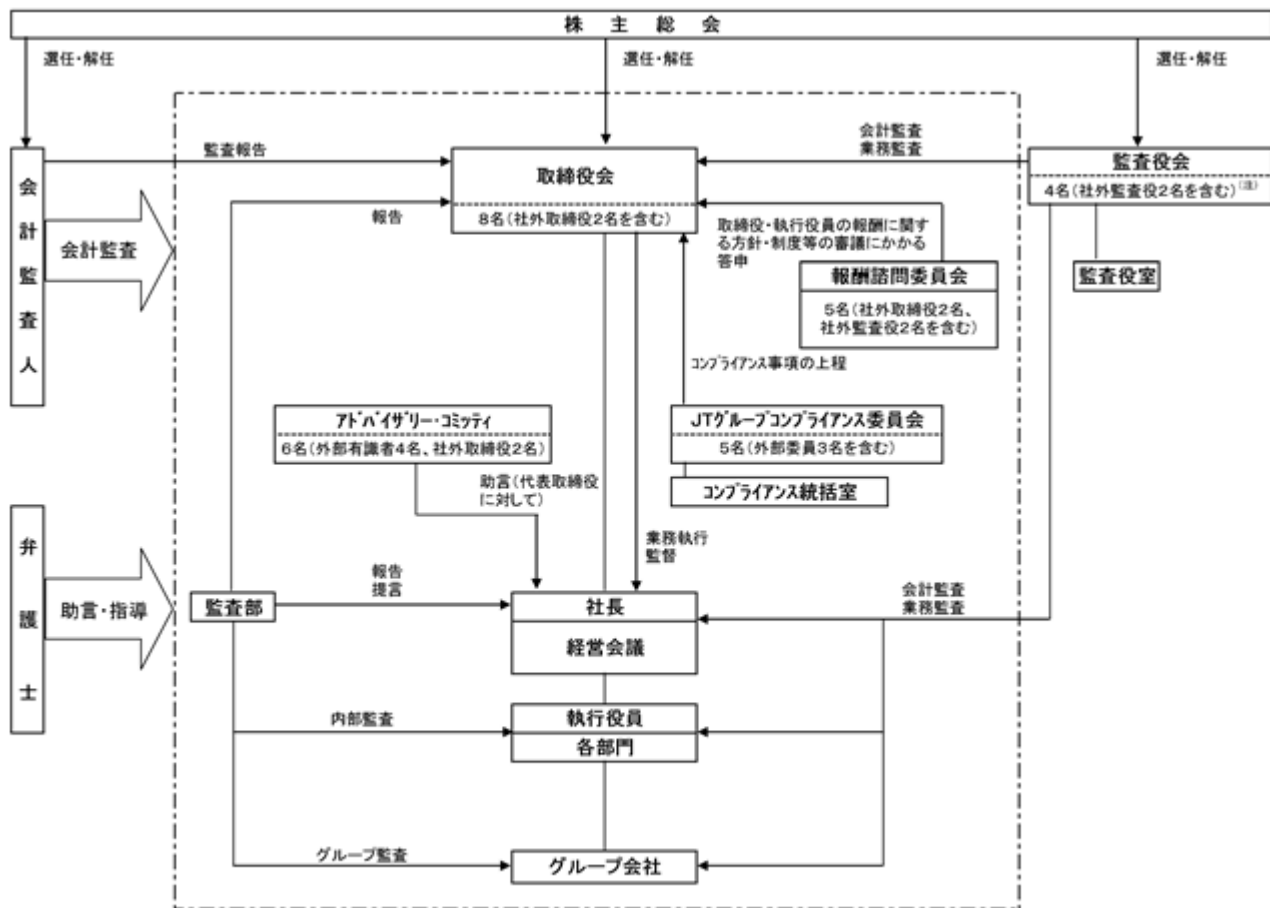 株主総会
選任・解任
選任・解任
選任・解任
会計監査人
監査報告
取締役会
8名(社外取締役2名を含む)
会計監査
業務監査
監査役会
4名(社外監査役2名を含む)(注)
会計監査
報告
取締役・執行役員の報酬に関す
る方針・制度等の審議にかかる
答申
監査役室
報酬諮問委員会
5名(社外取締役2名、
社外監査役2名を含む)
コンプライアンス事項の上程
アドバイザリー・コミッティ
6名(外部有識者4名、社外取締役2名)
JTグループコンプライアンス委員会
5名(外部委員3名を含む)
コンプライアンス統括室
助言(代表取締役
に対して)
業務執行
監督
弁護士
助言・指導
監査部
報告
提言
社長
経営会議
会計監査
業務監査
内部監査
執行役員
各部門
グループ監査
グループ会社